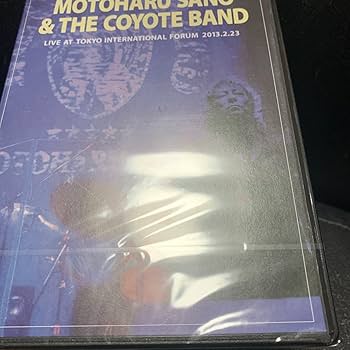 MOTOHARU SANO
& THE COYOTE BAND
LIVE AT TOKYO INTERNATIONAL FORUM 2013.2.23